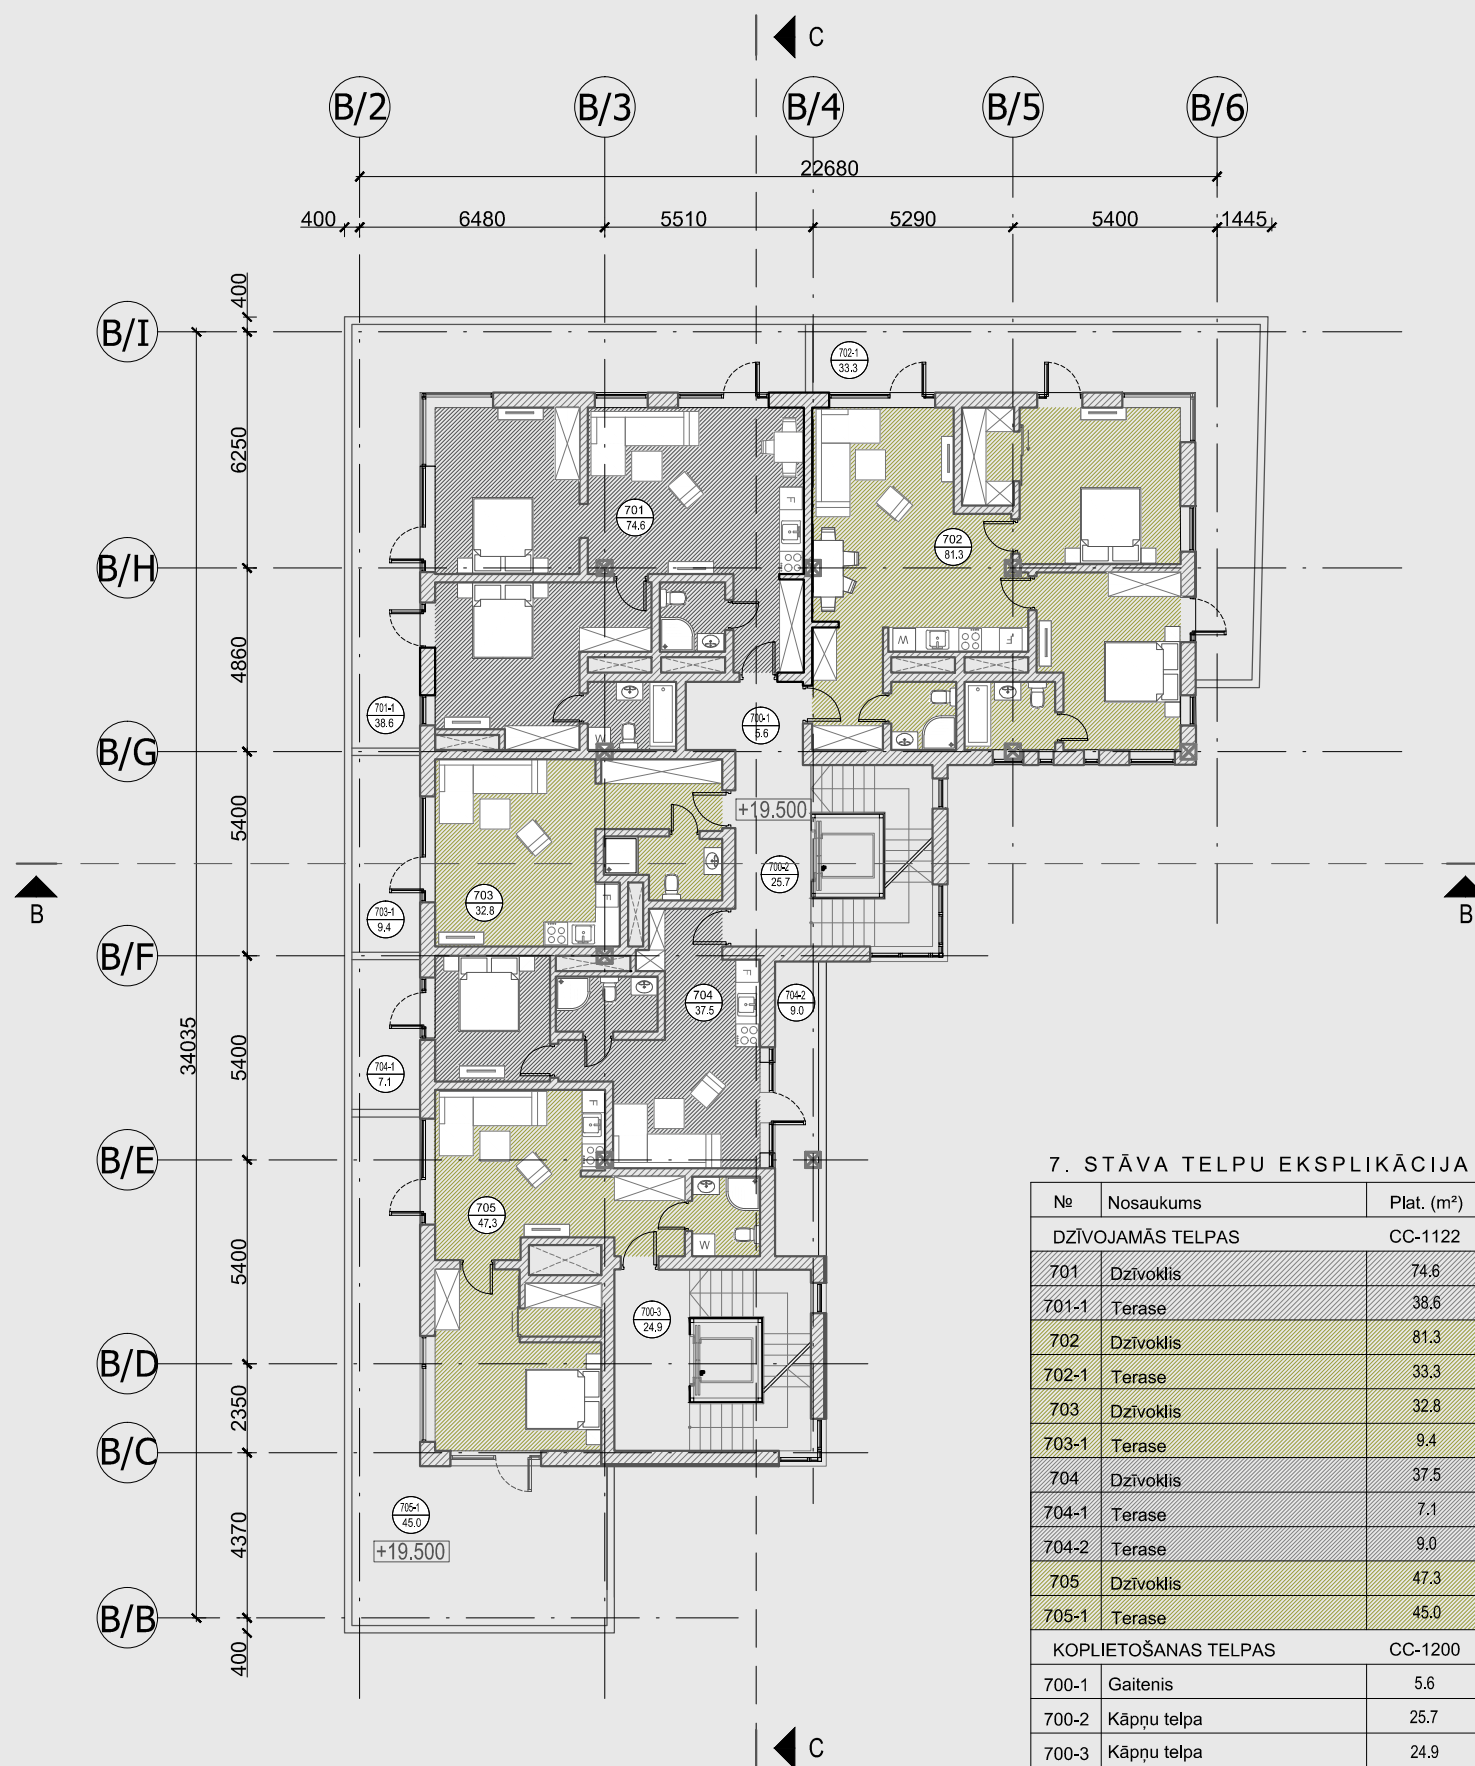 C
B/2 B/3 B/4 B/5 B/6
22680
400 6480 5510 5290 5400 1445
400
B/I
702-1
33.3
6250
701
74.6
F
702
81.3
B/H
4860
W F
701-1
38.6
700-1
5.6
W
B/G
5400
+19.500
700-2
25.7
B
B
703
32.8
F
703-1
9.4
B/F
34035
5400
704
37.5
F
704-2
9.0
704-1
7.1
F
B/E
7. STĀVA TELPU EKSPLIKĀCIJA
№ Nosaukums Plat. (m²)
DZĪVOJAMĀS TELPAS CC-1122
701 Dzīvoklis 74.6
701-1 Terase 38.6
702 Dzīvoklis 81.3
702-1 Terase 33.3
703 Dzīvoklis 32.8
703-1 Terase 9.4
704 Dzīvoklis 37.5
704-1 Terase 7.1
704-2 Terase 9.0
705 Dzīvoklis 47.3
705-1 Terase 45.0
KOPLIETOŠANAS TELPAS CC-1200
700-1 Gaitenis 5.6
700-2 Kāpņu telpa 25.7
700-3 Kāpņu telpa 24.9
705
47.3
W
5400
700-3
24.9
B/D
2350
B/C
705-1
45.0
+19.500
4370
B/B
400
C